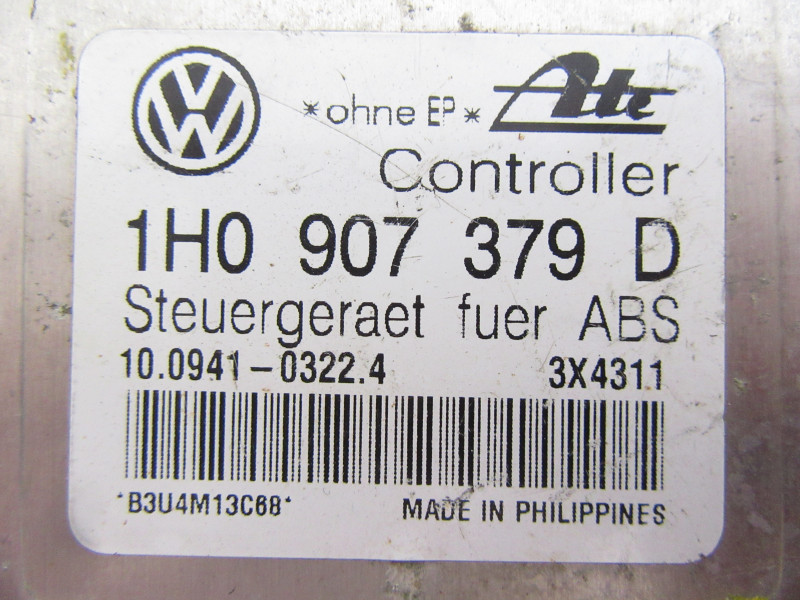 *ohne EP* Ate
Controller
1H0 907 379 D
Steuergeraet fuer ABS
10.0941-0322.4 3X4311
*B3U4M13C68* MADE IN PHILIPPINES